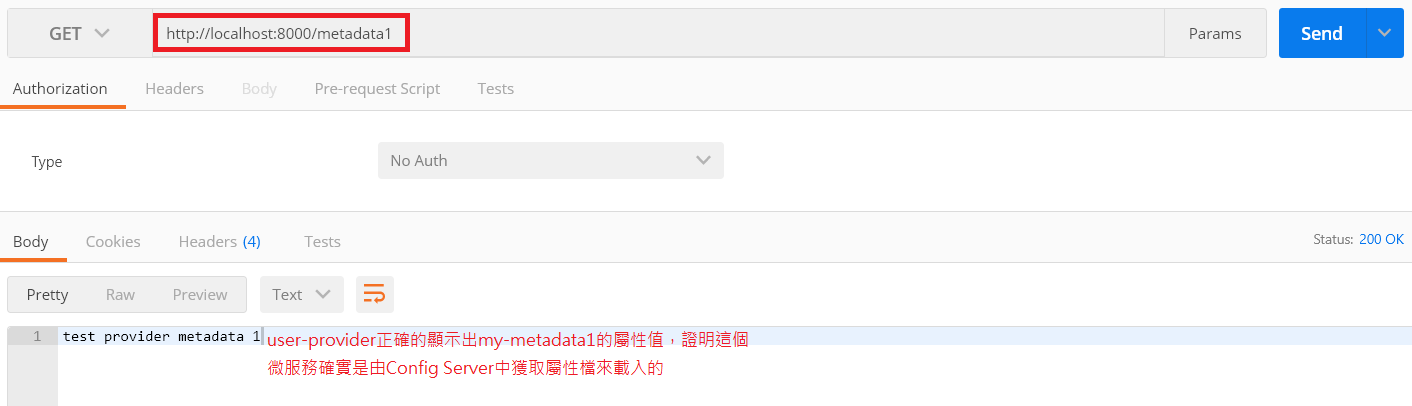 GET http://localhost:8000/metadata1 Params Send
Authorization Headers Body Pre-request Script Tests
Type No Auth
Body Cookies Headers (4) Tests Status: 200 OK
Pretty Raw Preview Text
1 test provider metadata 1 user-provider正確的顯示出my-metadata1的屬性值，證明這個
微服務確實是由Config Server中獲取屬性檔來載入的